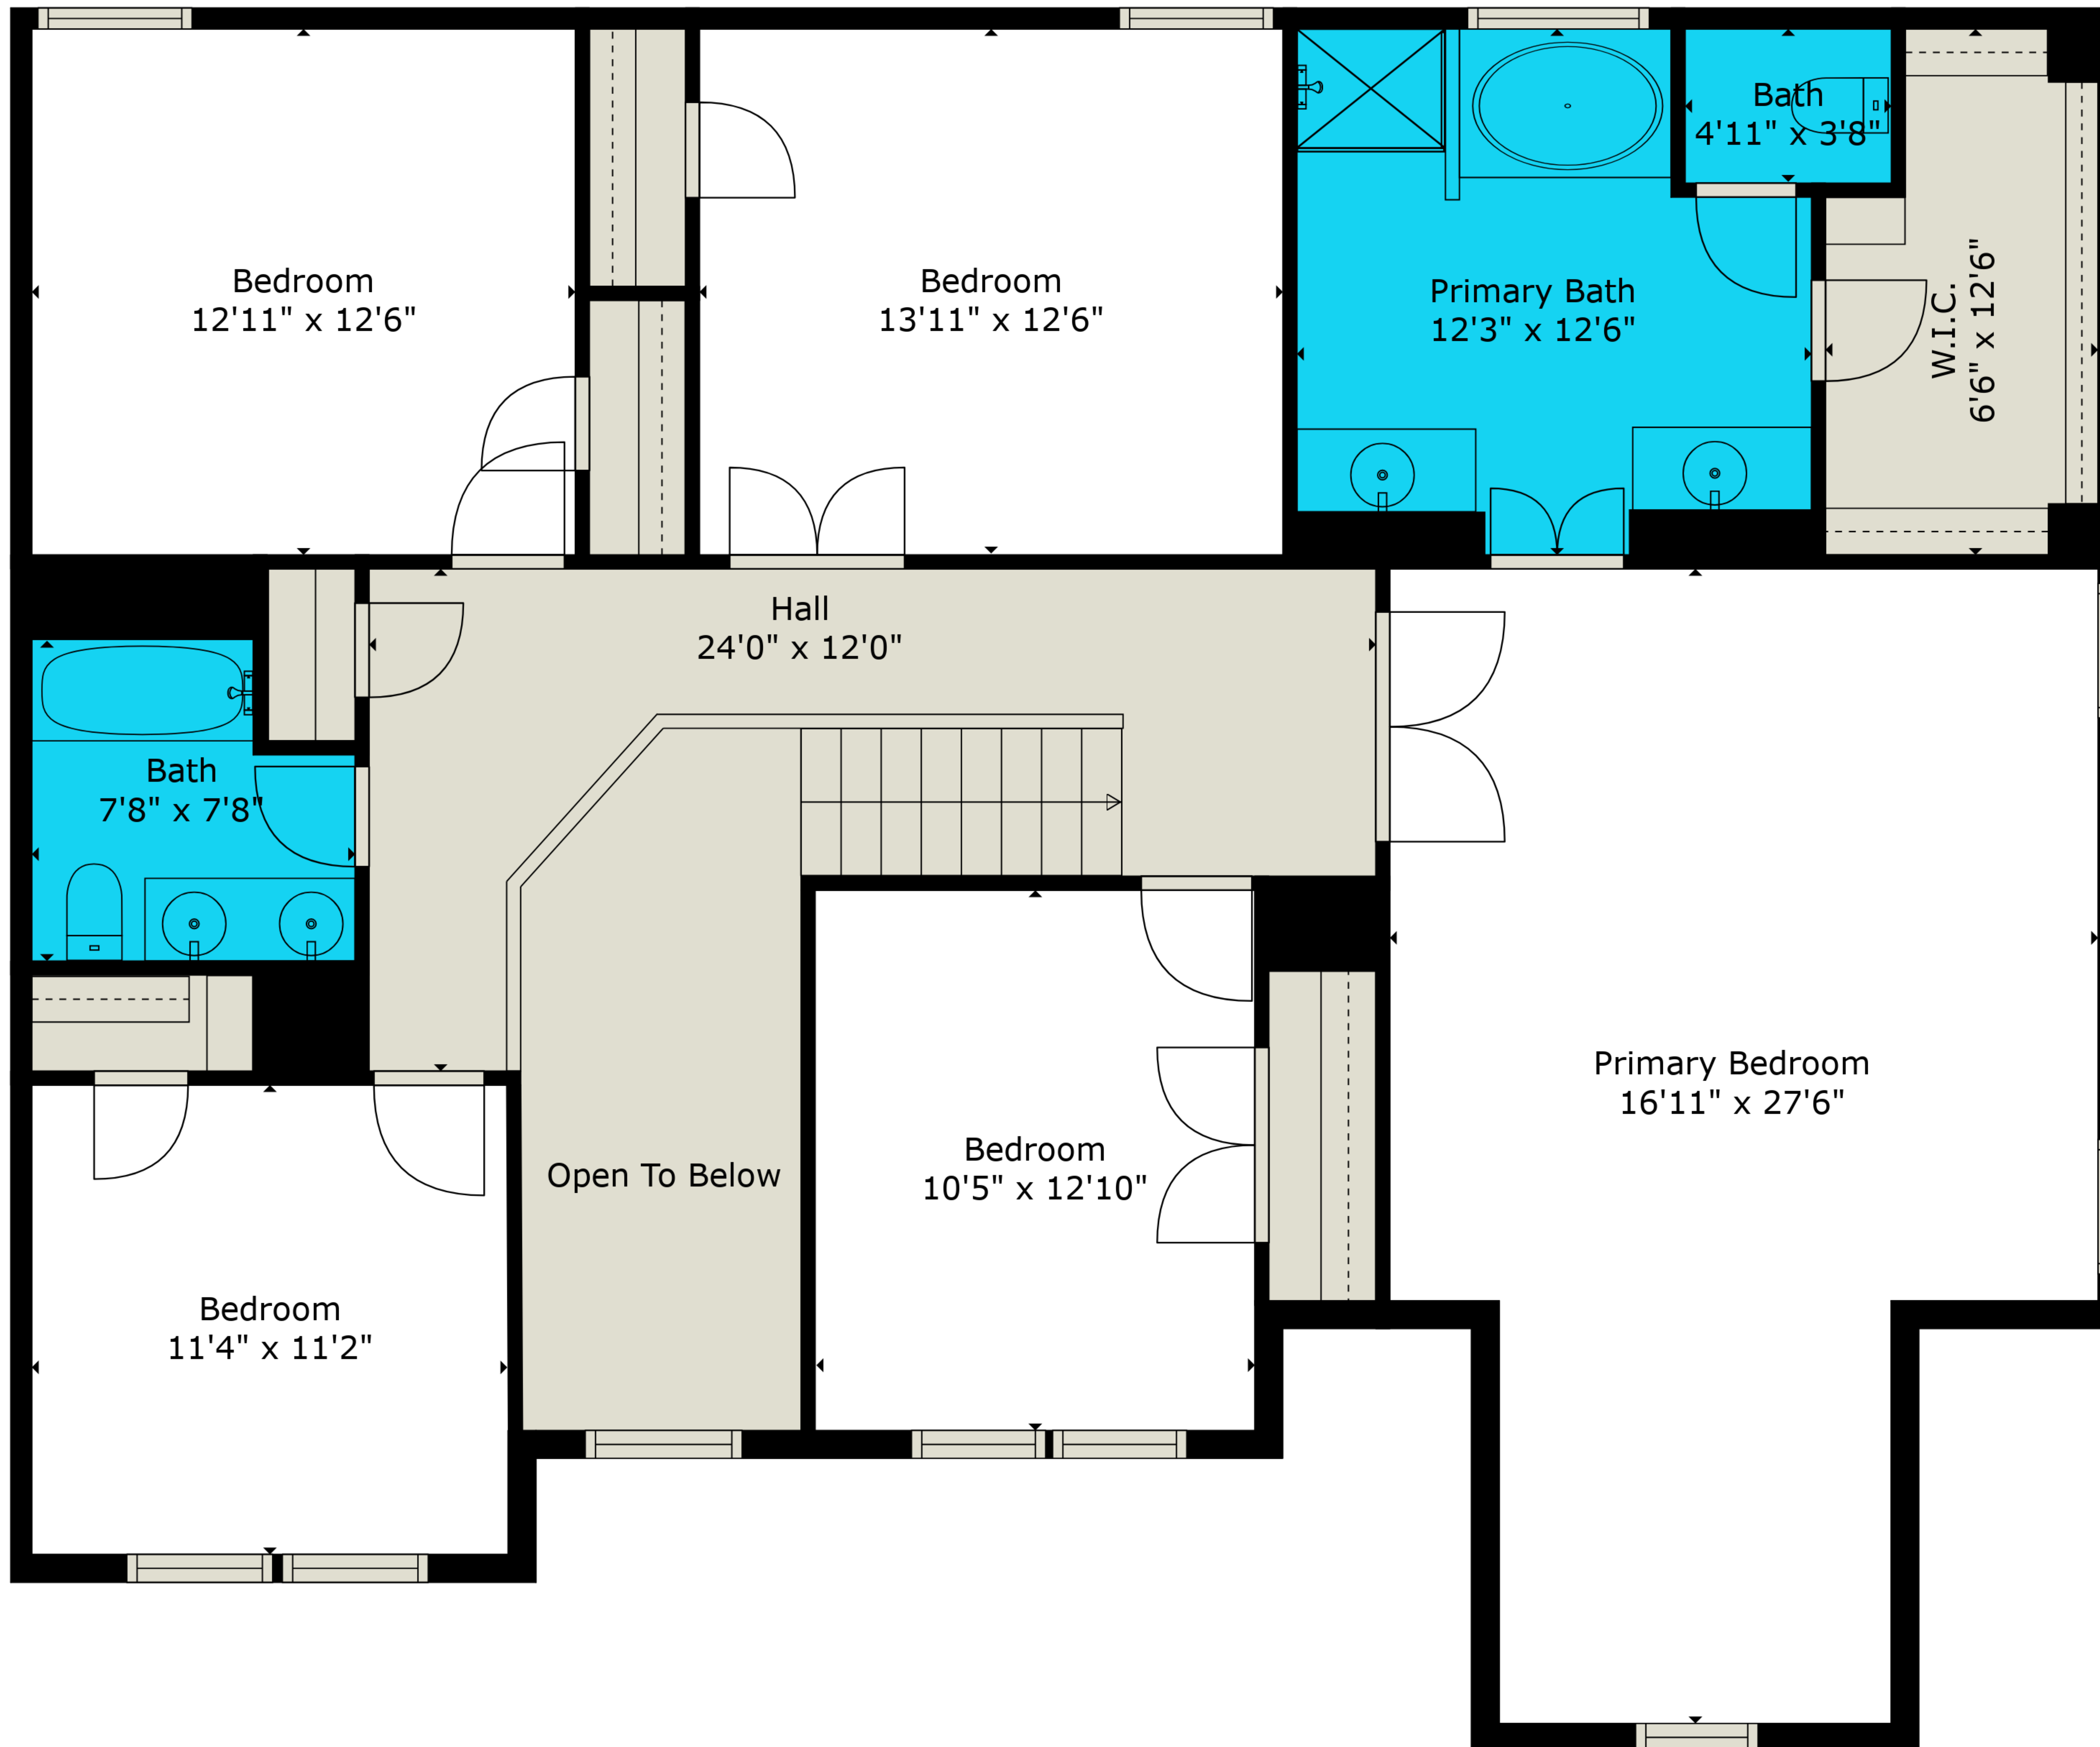 Bedroom
12'11" x 12'6"
Bedroom
13'11" x 12'6"
Primary Bath
12'3" x 12'6"
Bath
4'11" x 3'8"
W.I.C.
6'6" x 12'6"
Hall
24'0" x 12'0"
Bath
7'8" x 7'8"
Primary Bedroom
16'11" x 27'6"
Bedroom
10'5" x 12'10"
Open To Below
Bedroom
11'4" x 11'2"